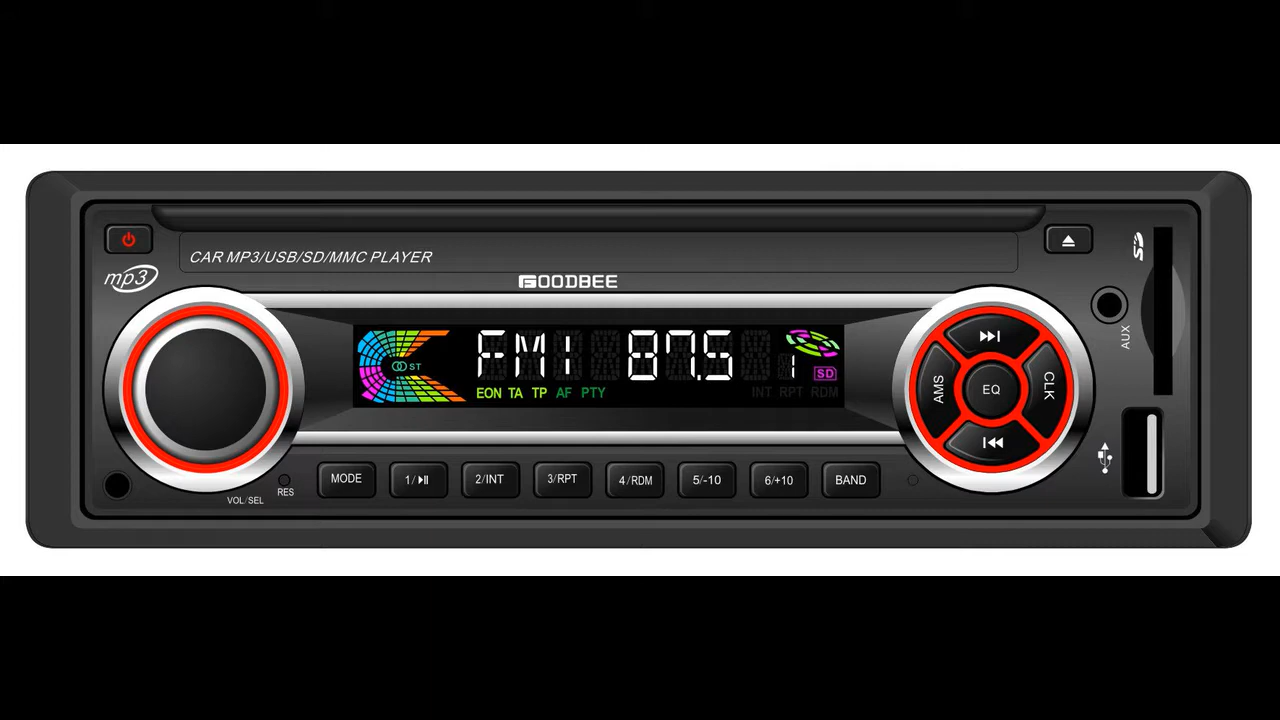 CAR MP3/USB/SD/MMC PLAYER
mp3
GOODBEE
SD
AUX
FM1 87.5 1
ST
SD
EON TA TP AF PTY
INT RPT RDM
AMS
EQ
CLK
VOL/SEL
RES
MODE
1/
2/INT
3/RPT
4/RDM
5/-10
6/+10
BAND